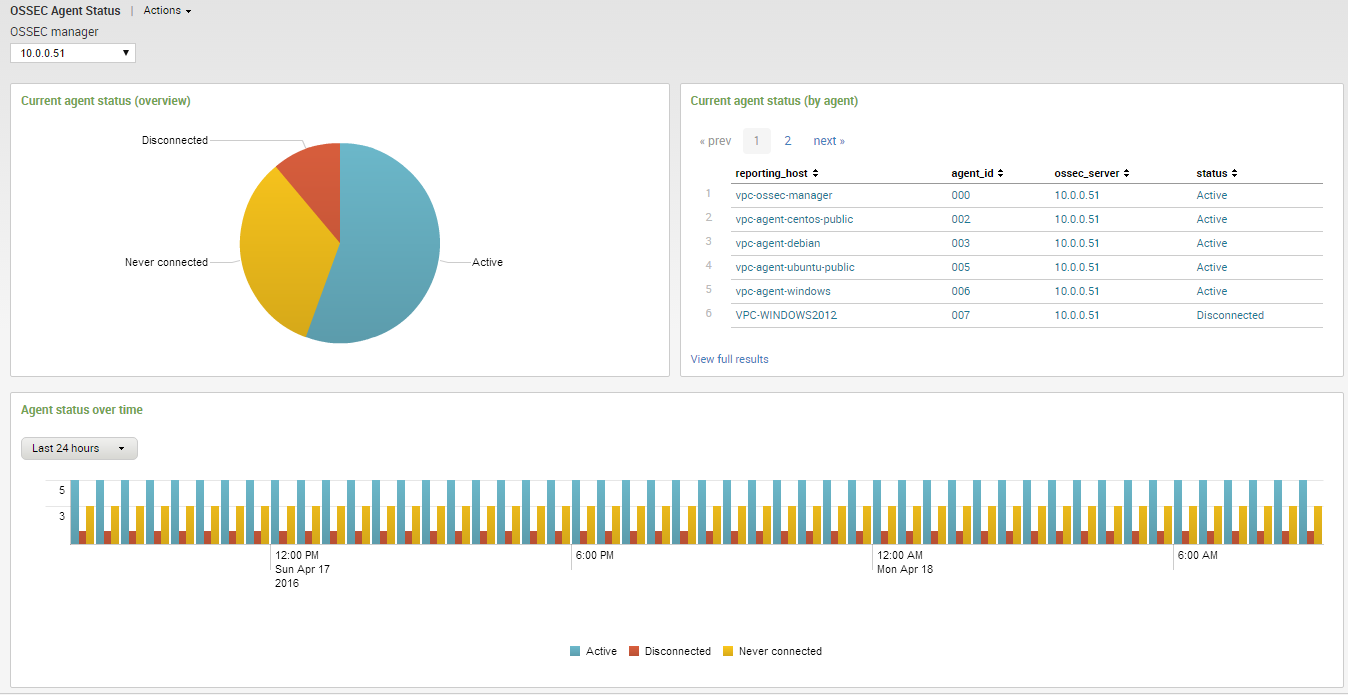 OSSEC Agent Status | Actions
OSSEC manager
10.0.0.51
Current agent status (overview)
Disconnected
Never connected
Active
Current agent status (by agent)
« prev 1 2 next »
reporting_host agent_id ossec_server status
1 vpc-ossec-manager 000 10.0.0.51 Active
2 vpc-agent-centos-public 002 10.0.0.51 Active
3 vpc-agent-debian 003 10.0.0.51 Active
4 vpc-agent-ubuntu-public 005 10.0.0.51 Active
5 vpc-agent-windows 006 10.0.0.51 Active
6 VPC-WINDOWS2012 007 10.0.0.51 Disconnected
View full results
Agent status over time
Last 24 hours
5
3
12:00 PM 6:00 PM 12:00 AM 6:00 AM
Sun Apr 17 Mon Apr 18
2016
Active Disconnected Never connected